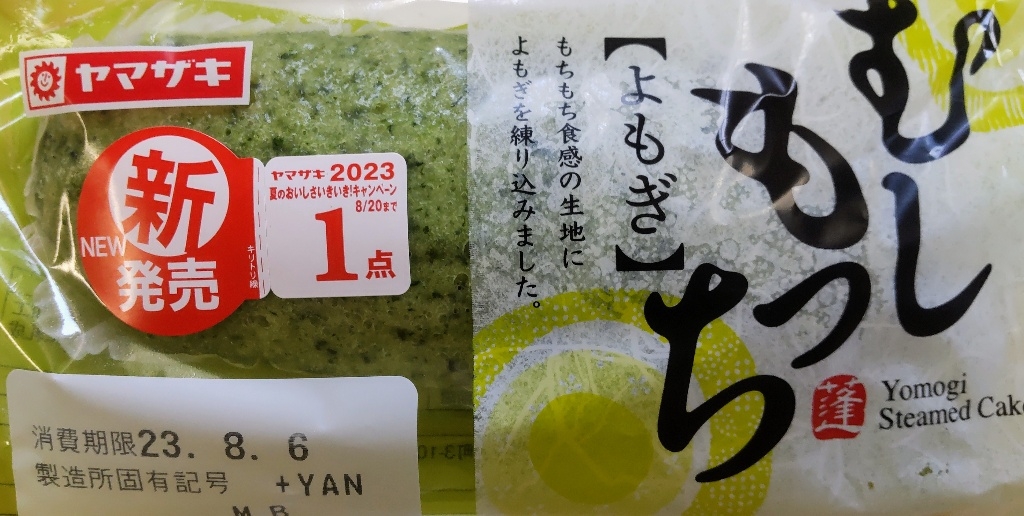 ヤマザキ
新
NEW
発売
キリトリ線
ヤマザキ 2023
夏のおいしさいきいき!キャンペーン
8/20まで
1点
むし
もっち
【よもぎ】
もちもち食感の生地に
よもぎを練り込みました。
蓬
Yomogi
Steamed Cake
消費期限23. 8. 6
製造所固有記号 +YAN